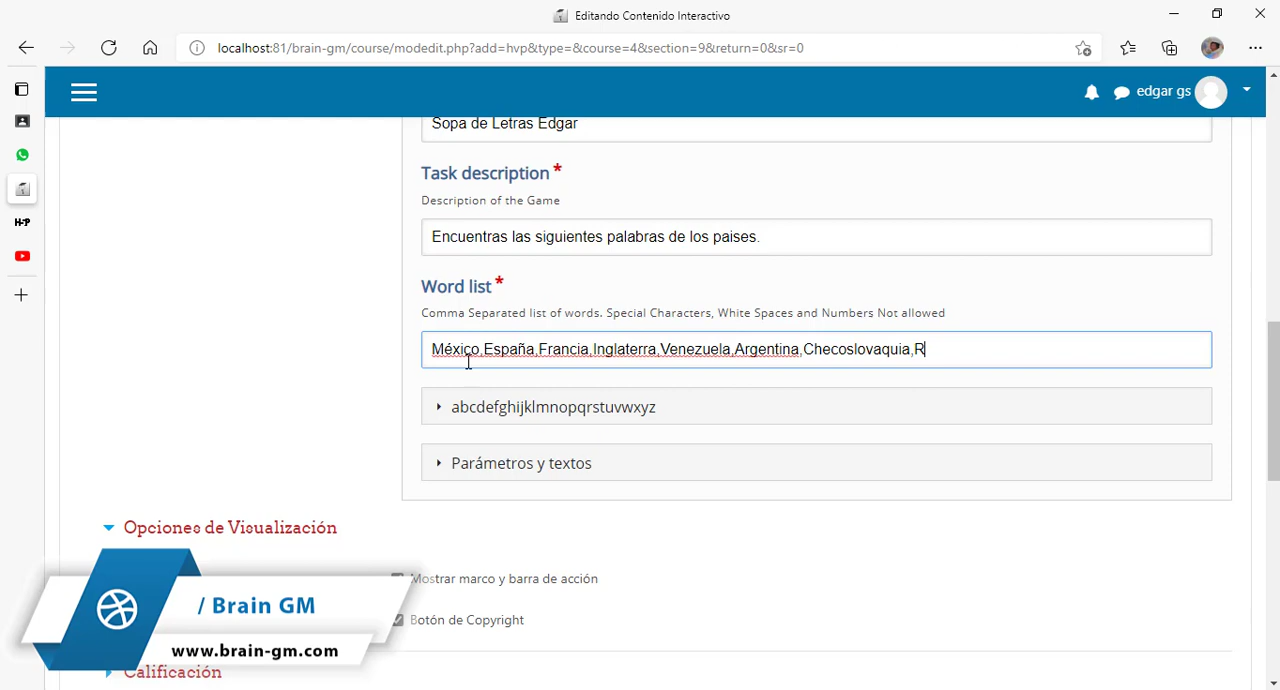 Editando Contenido Interactivo
localhost:81/brain-gm/course/modedit.php?add=hvp&type=&course=4&section=9&return=0&sr=0
edgar gs
Sopa de Letras Edgar
Task description *
Description of the Game
Encuentras las siguientes palabras de los paises.
Word list *
Comma Separated list of words. Special Characters, White Spaces and Numbers Not allowed
México,España,Francia,Inglaterra,Venezuela,Argentina,Checoslovaquia,R
abcdefghijklmnopqrstuvwxyz
Parámetros y textos
Opciones de Visualización
Mostrar marco y barra de acción
Botón de Copyright
/ Brain GM
www.brain-gm.com
Calificación
H-P